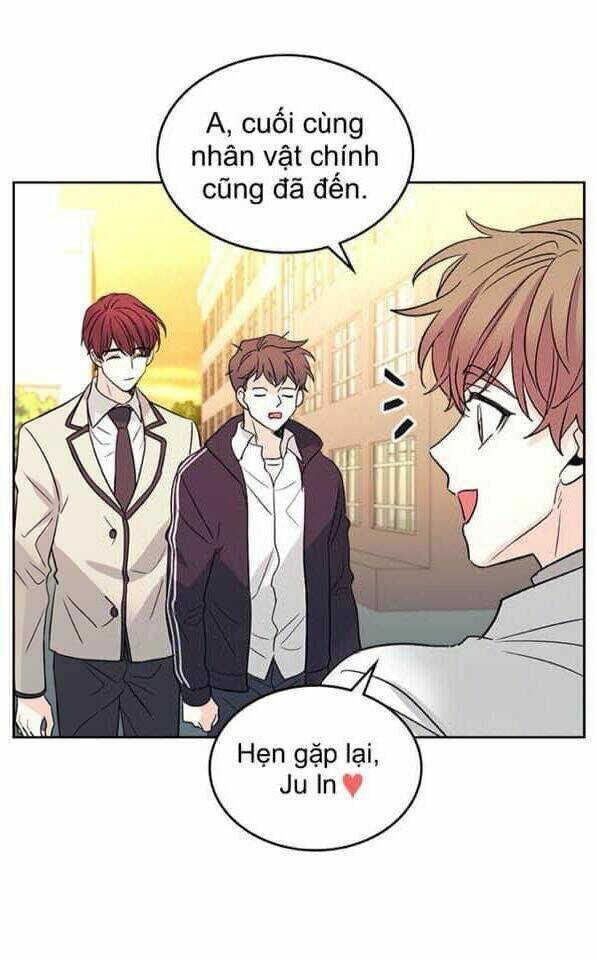 A, cuối cùng
nhân vật chính
cũng đã đến.
Hẹn gặp lại,
Ju In♥